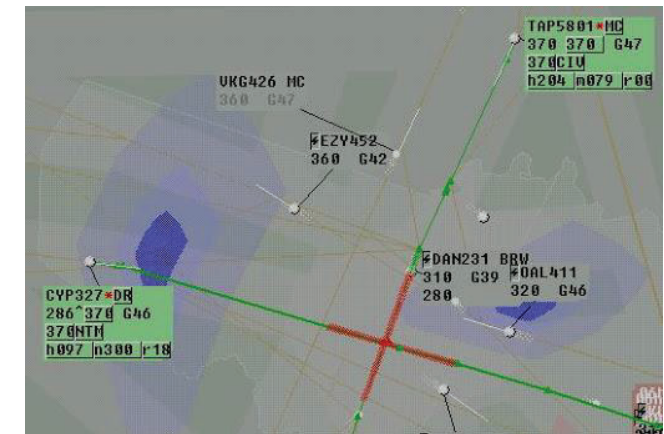 TAP5801*MC
370 370 G47
370CIV
h204 m079 r00
VKG426 MC
360 G47
EZY452
360 G42
DAN231 BRW
310 G39
280
OAL411
320 G46
CYP327*DR
286^370 G46
370NTM
h097 n300 r18